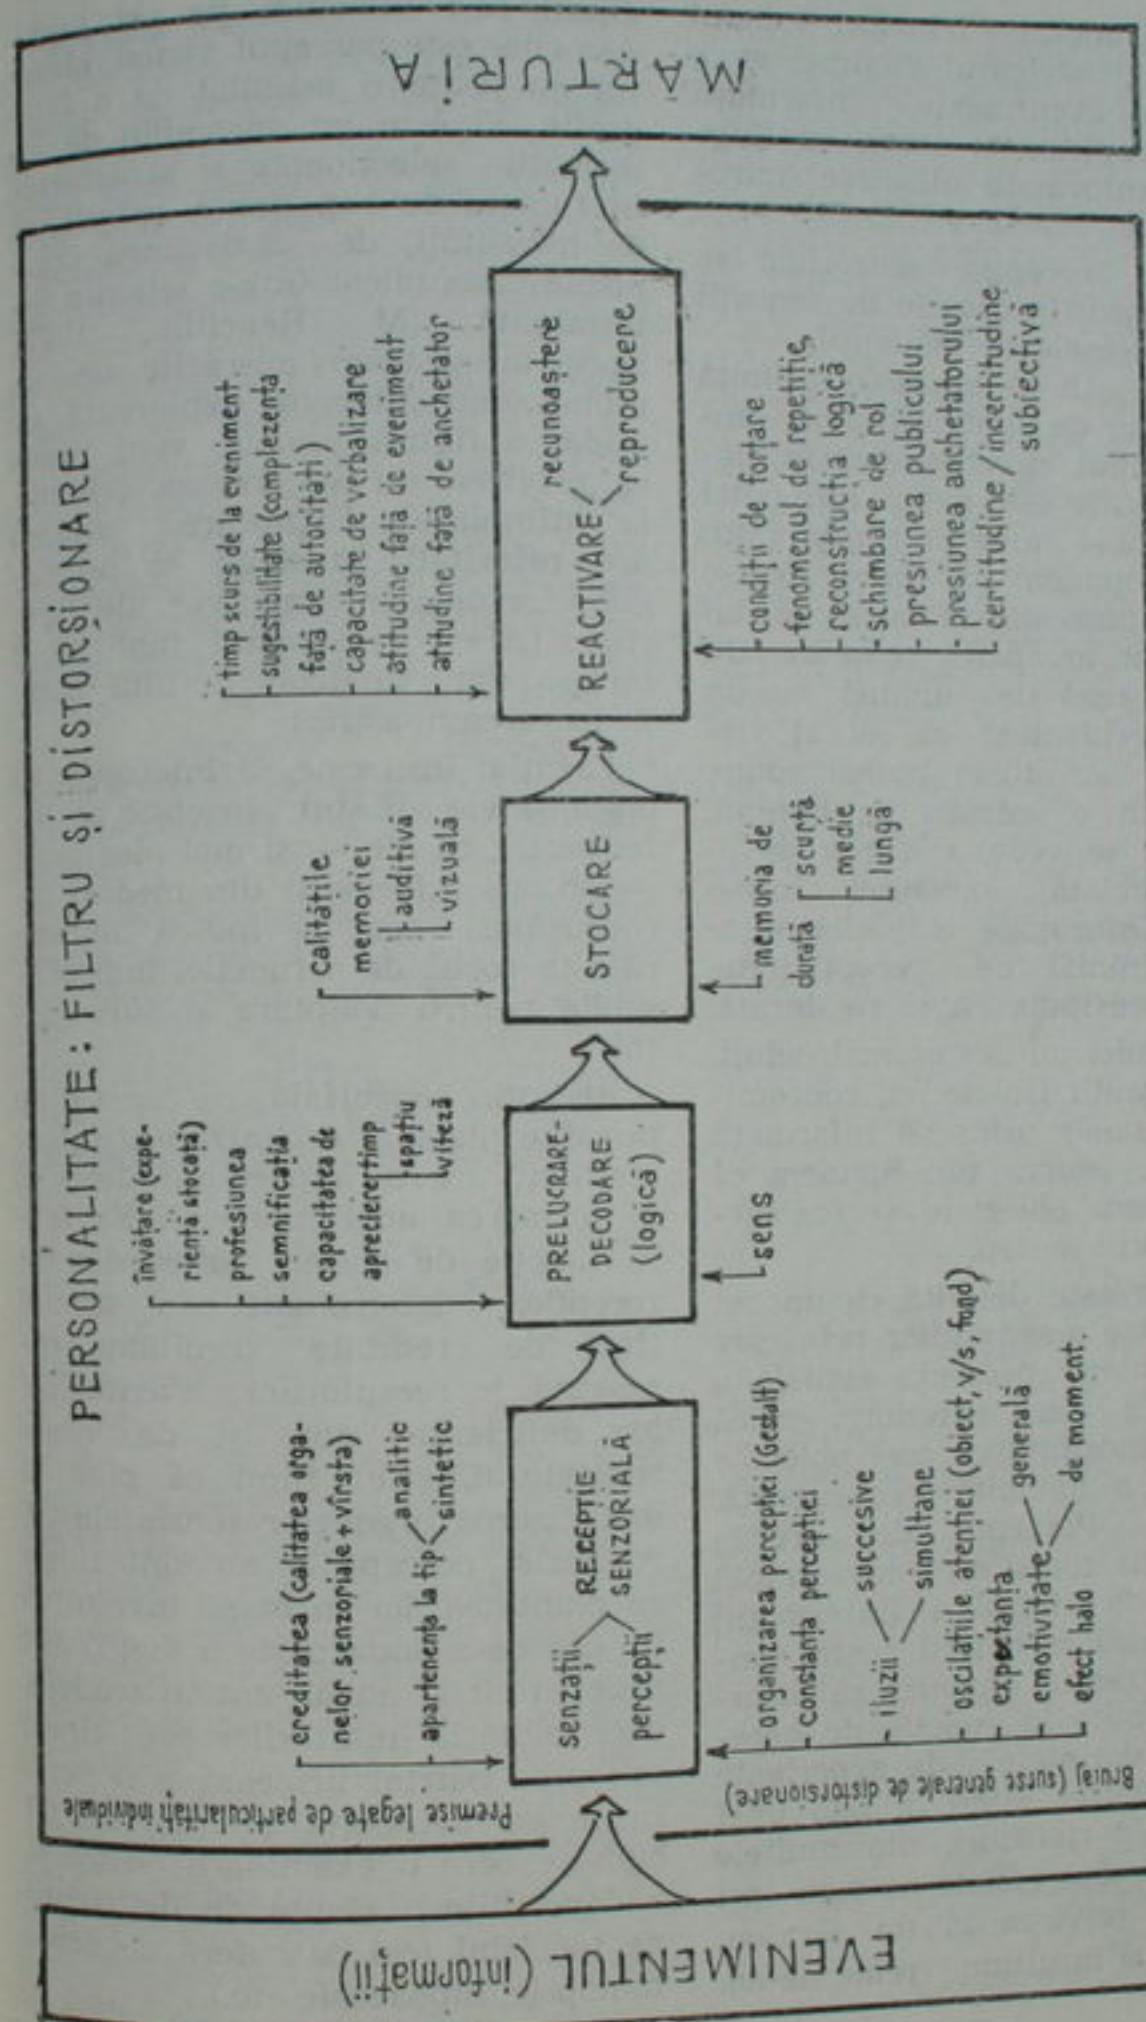 PERSONALITATE: FILTRU ȘI DISTORSIONARE
EVENIMENTUL (informații)
Premise legate de particularități individuale
Bruiaj (surse generale de distorsionare)
ereditatea (calitatea orga-
nelor senzoriale + vîrsta)
apartenența la tip
analitic
sintetic
senzații
percepții
RECEPȚIE
SENZORIALĂ
organizarea percepției (Gestalt)
constanța percepției
iluzii
succesive
simultane
oscilațiile atenției (obiect, v/s, fond)
expectanța
emotivitate
generală
de moment.
efect halo
învățare (expe-
riență stocată)
profesiunea
semnificația
capacitatea de
apreciere
timp
spațiu
viteză
PRELUCRARE-
DECODARE
(logică)
sens
calitățile
memoriei
auditivă
vizuală
STOCARE
memuria de
durată
scurtă
medie
lungă
timp scurs de la eveniment
sugestibilitate (complezență
față de autorități)
capacitate de verbalizare
atitudine față de eveniment
atitudine față de anchetator
REACTIVARE
recunoaștere
reproducere
condiții de forțare
fenomenul de repetiție,
reconstrucția logică
schimbare de rol
presiunea publicului
presiunea anchetatorului
certitudine / incertitudine
subiectivă
MĂRTURIA